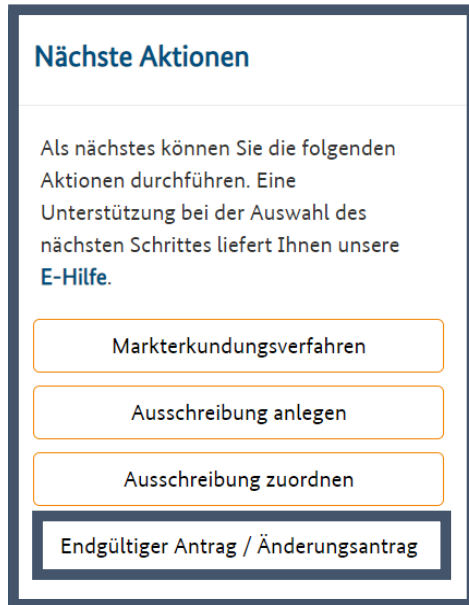 Nächste Aktionen
Als nächstes können Sie die folgenden
Aktionen durchführen. Eine
Unterstützung bei der Auswahl des
nächsten Schrittes liefert Ihnen unsere
E-Hilfe.
Markterkundungsverfahren
Ausschreibung anlegen
Ausschreibung zuordnen
Endgültiger Antrag / Änderungsantrag